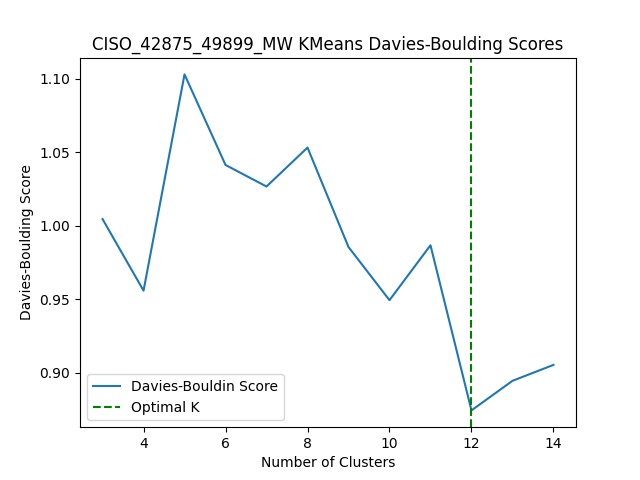 CISO_42875_49899_MW KMeans Davies-Boulding Scores
Davies-Boulding Score
1.10
1.05
1.00
0.95
0.90
Davies-Bouldin Score
Optimal K
4
6
8
10
12
14
Number of Clusters